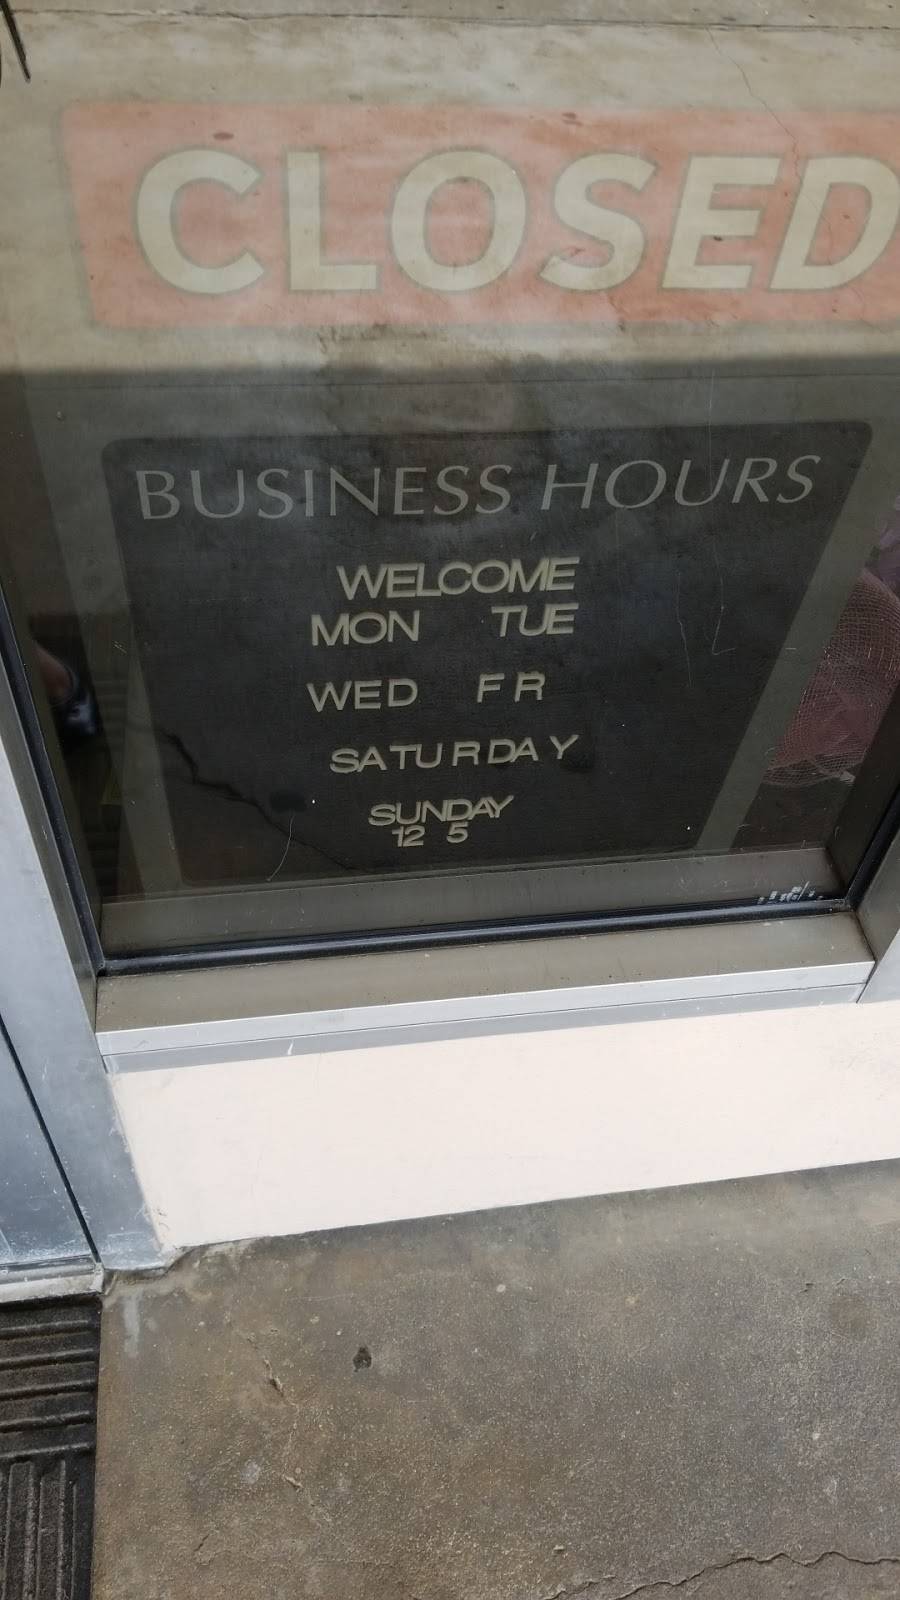 CLOSED
BUSINESS HOURS
WELCOME
MON TUE
WED FR
SATURDAY
SUNDAY
12 5